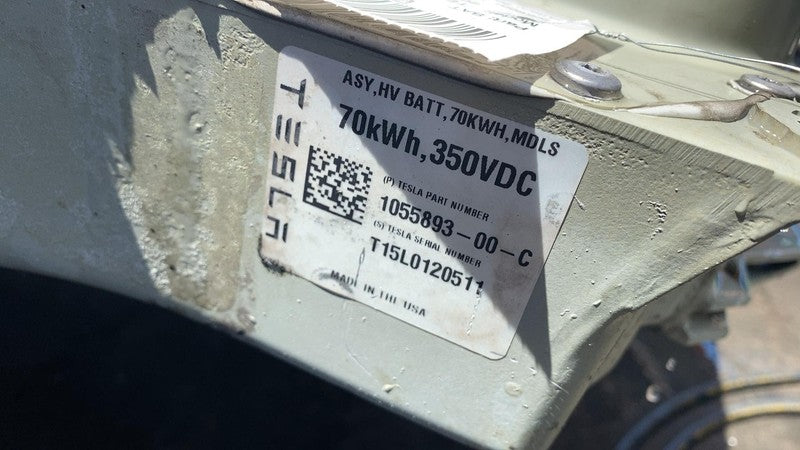 TESLA
ASY,HV BATT,70KWH,MDLS
70kWh,350VDC
(P) TESLA PART NUMBER
1055893-00-C
(S) TESLA SERIAL NUMBER
T15L0120511
MADE IN THE USA